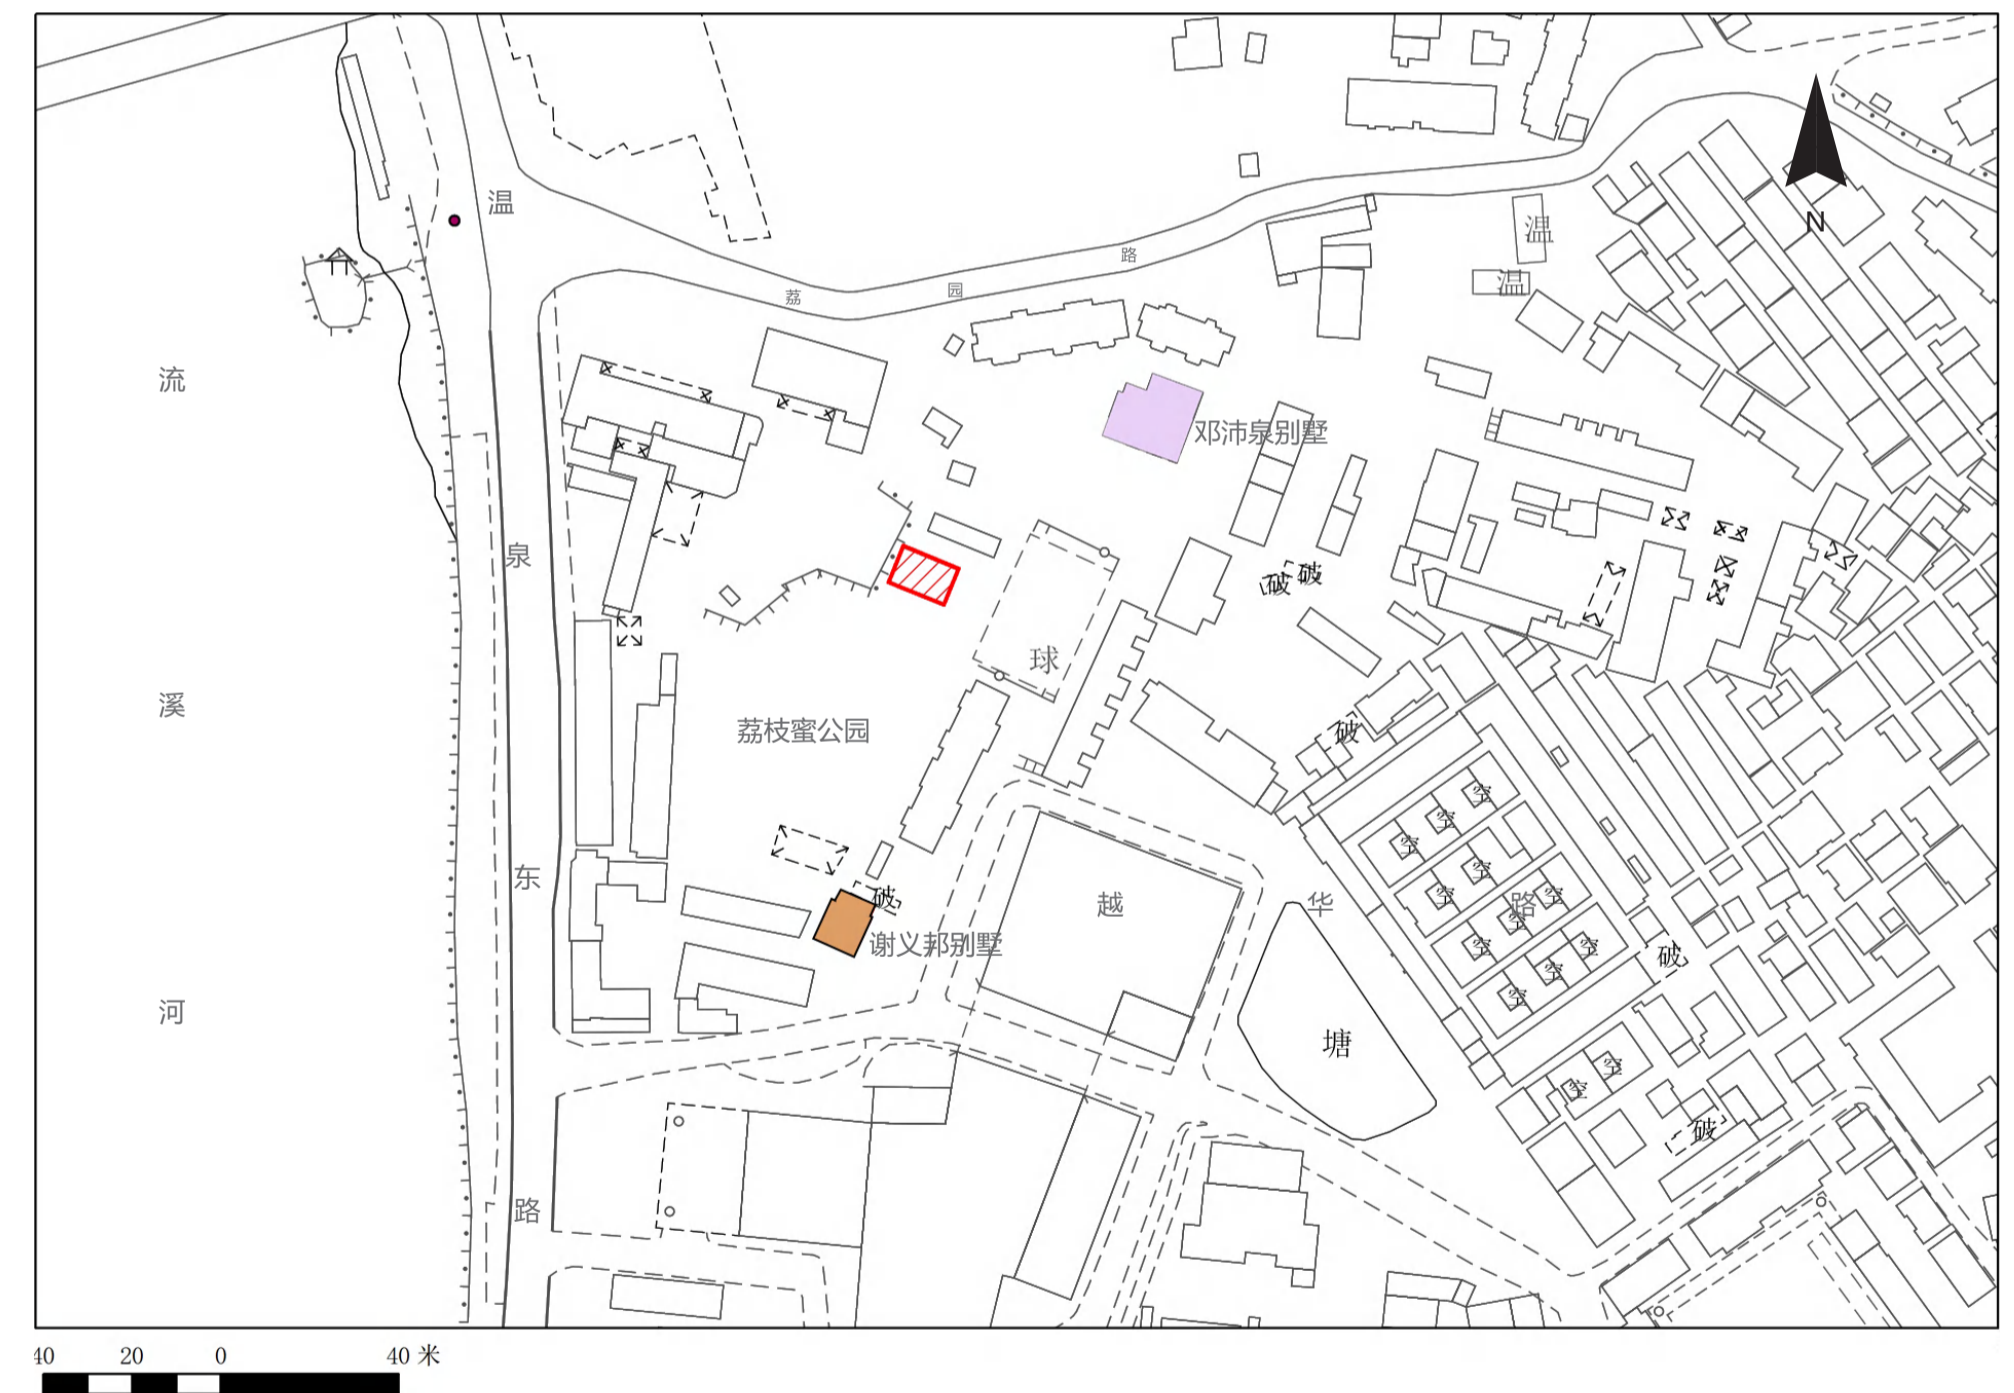 温
N
温
路
温
园
荔
流
邓沛泉别墅
泉
破
破
球
溪
荔枝蜜公园
破
空
空
空
空
东
空
空
破
越
华
路
空
空
谢义邦别墅
空
空
破
空
空
河
塘
空
空
破
路
40 20 0 40 米